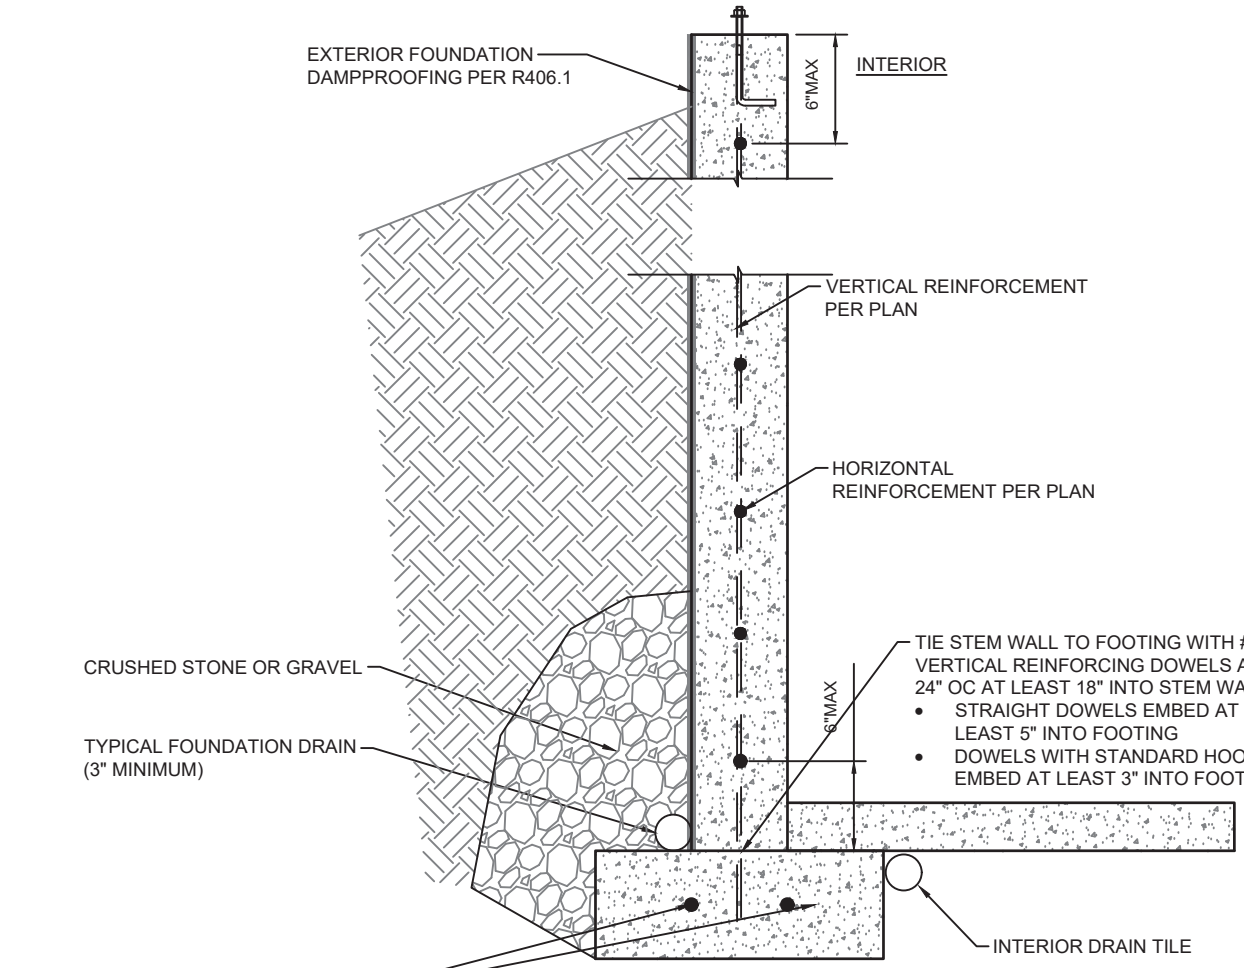 EXTERIOR FOUNDATION
DAMPPROOFING PER R406.1
6"MAX
INTERIOR
VERTICAL REINFORCEMENT
PER PLAN
HORIZONTAL
REINFORCEMENT PER PLAN
CRUSHED STONE OR GRAVEL
TYPICAL FOUNDATION DRAIN
(3" MINIMUM)
6"MAX
TIE STEM WALL TO FOOTING WITH #
VERTICAL REINFORCING DOWELS
24" OC AT LEAST 18" INTO STEM
• STRAIGHT DOWELS EMBED AT
LEAST 5" INTO FOOTING
• DOWELS WITH STANDARD
EMBED AT LEAST 3" INTO
INTERIOR DRAIN TILE